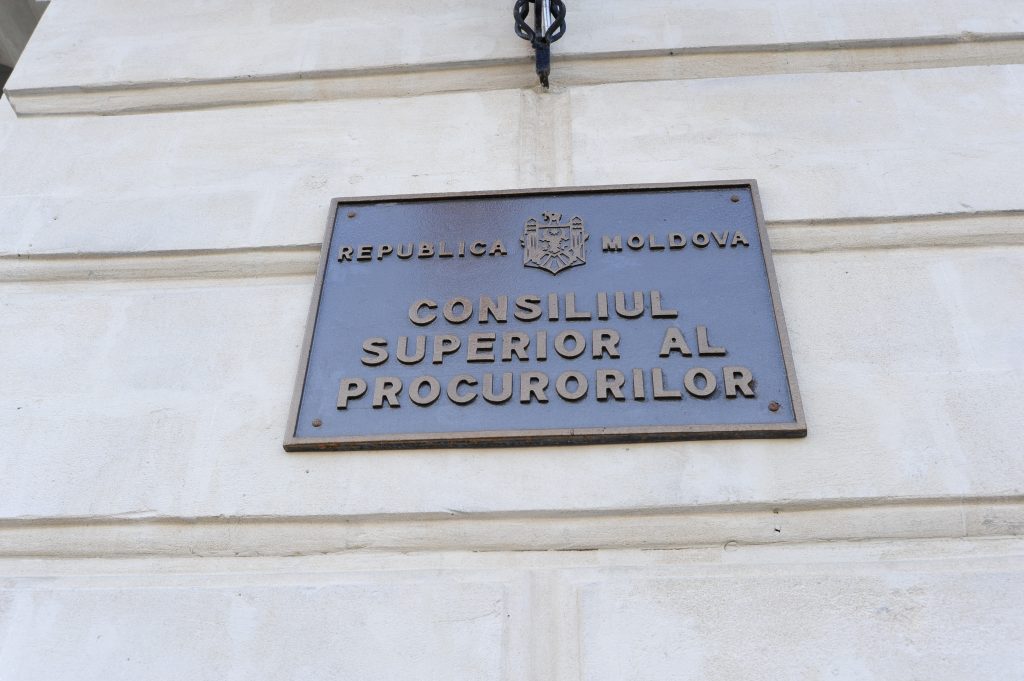 REPUBLICA MOLDOVA
CONSILIUL
SUPERIOR AL
PROCURORILOR